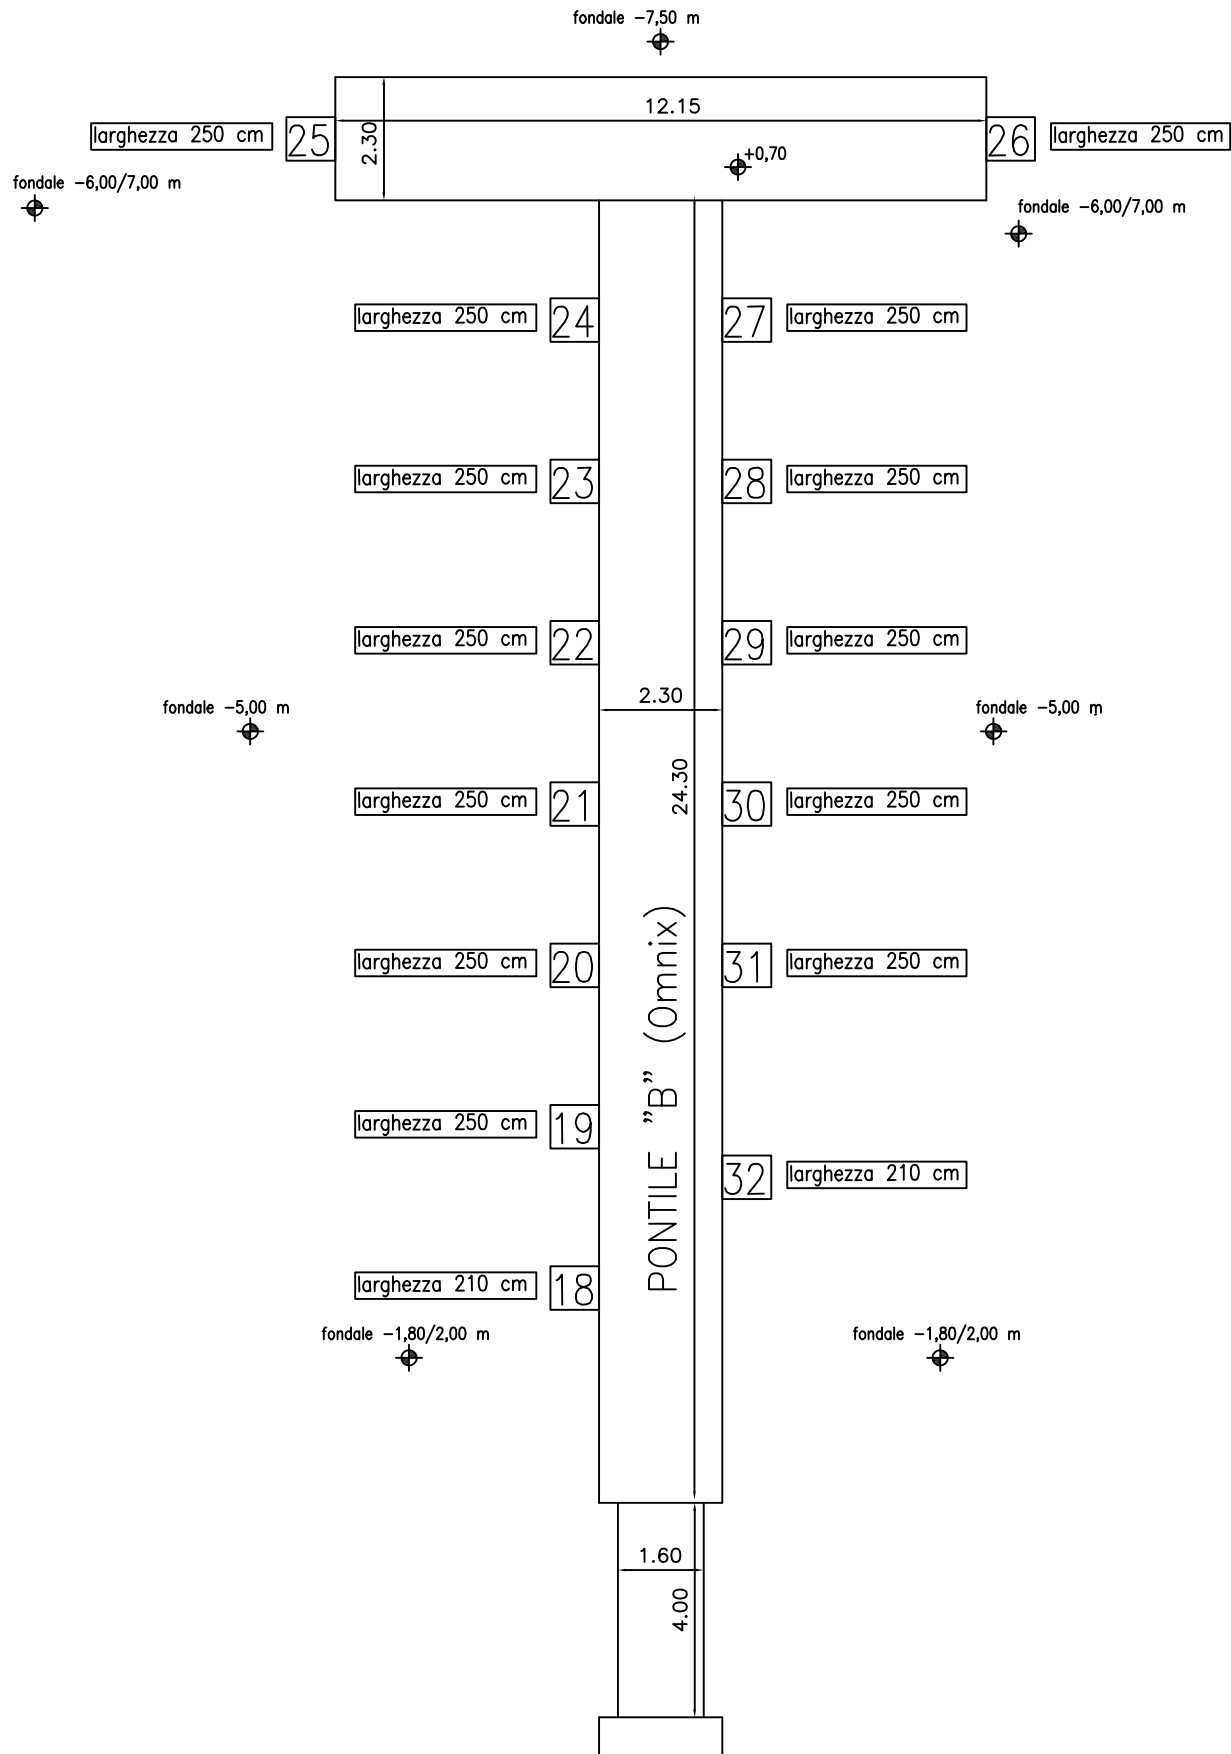 fondale -7,50 m
12.15
2.30
larghezza 250 cm
25
26
larghezza 250 cm
+0,70
fondale -6,00/7,00 m
fondale -6,00/7,00 m
larghezza 250 cm
24
27
larghezza 250 cm
larghezza 250 cm
23
28
larghezza 250 cm
larghezza 250 cm
22
29
larghezza 250 cm
2.30
fondale -5,00 m
fondale -5,00 m
24.30
larghezza 250 cm
21
30
larghezza 250 cm
larghezza 250 cm
20
31
larghezza 250 cm
PONTILE "B" (Omnix)
larghezza 250 cm
19
32
larghezza 210 cm
larghezza 210 cm
18
fondale -1,80/2,00 m
fondale -1,80/2,00 m
1.60
4.00